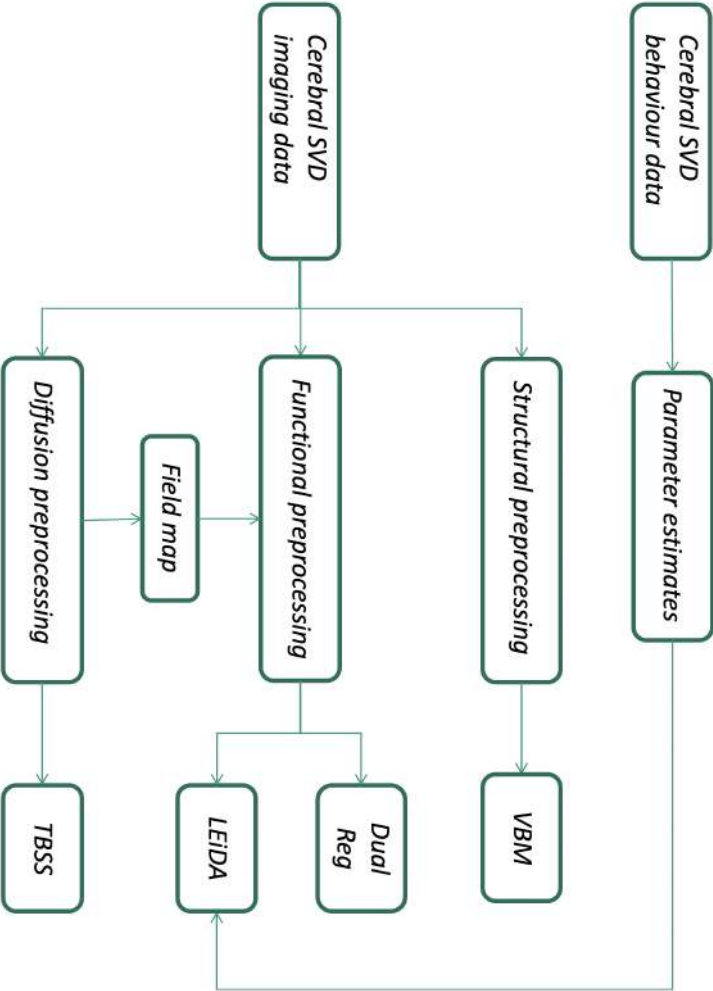 Cerebral SVD
behaviour data
Parameter estimates
Cerebral SVD
imaging data
Structural preprocessing
VBM
Functional preprocessing
Dual
Reg
LEiDA
Field map
Diffusion preprocessing
TBSS